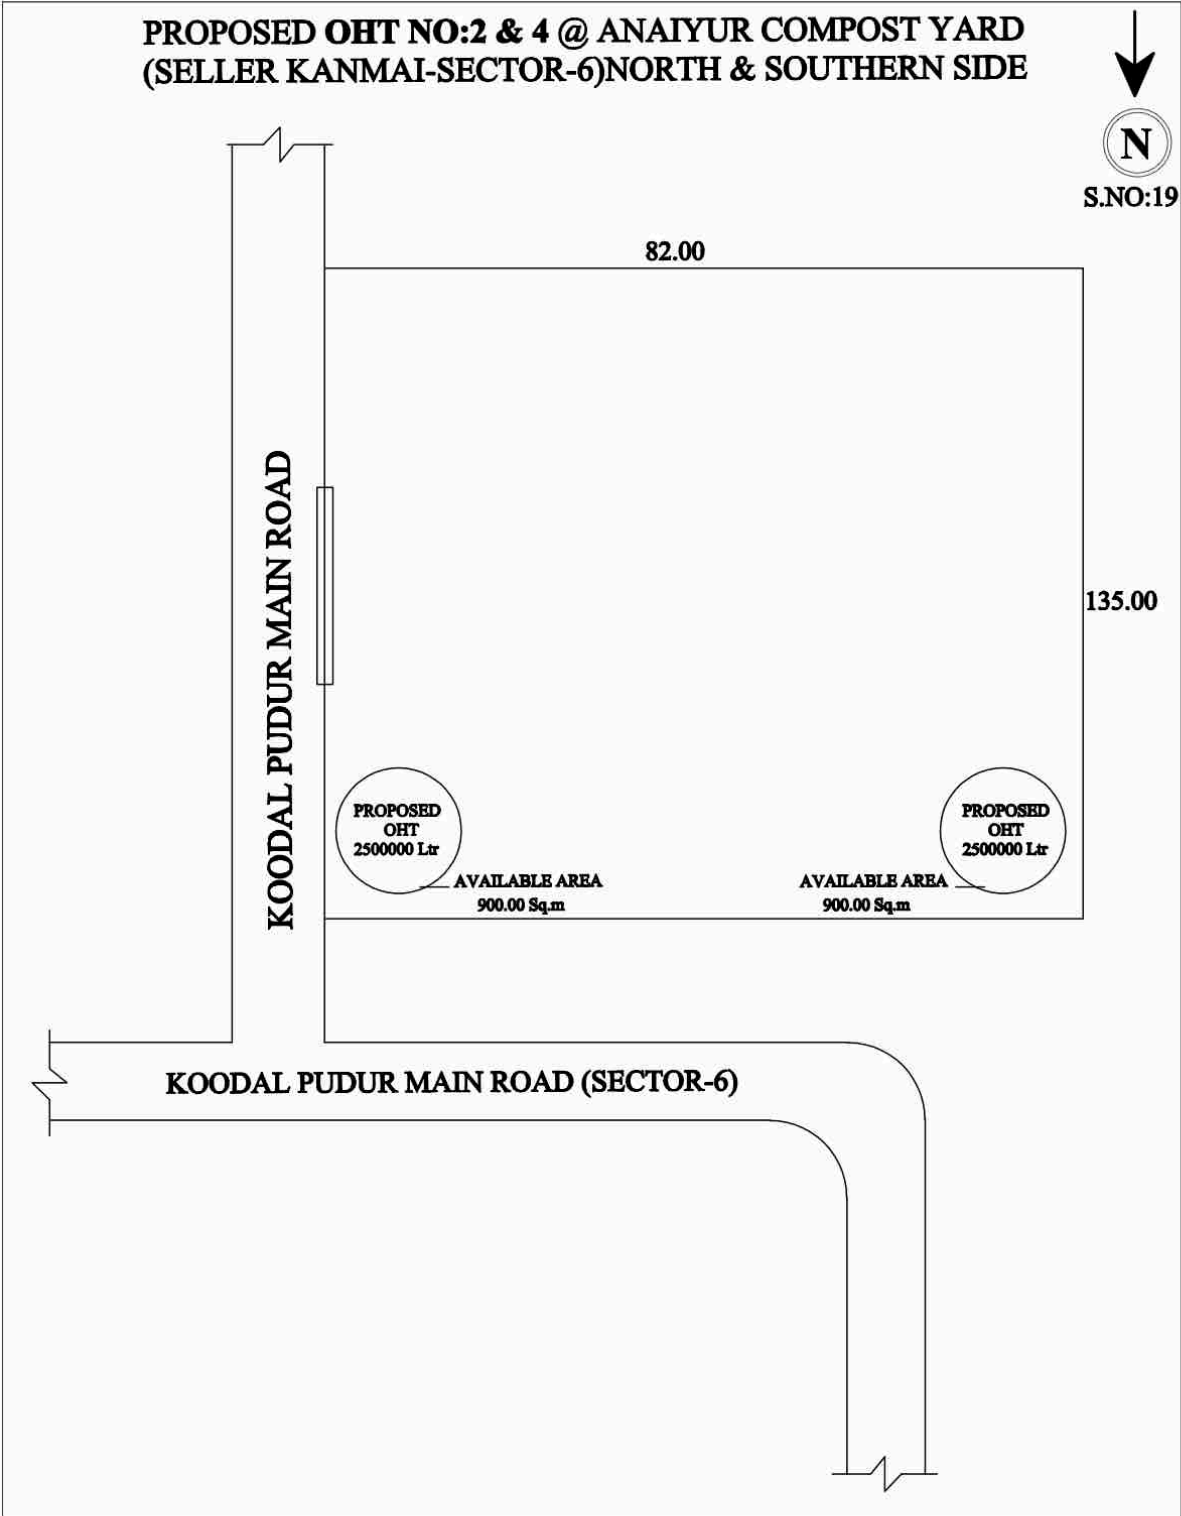 PROPOSED OHT NO:2 & 4 @ ANAIYUR COMPOST YARD
(SELLER KANMAI-SECTOR-6)NORTH & SOUTHERN SIDE
N
S.NO:19
82.00
KOODAL PUDUR MAIN ROAD
135.00
PROPOSED
OHT
2500000 Ltr
AVAILABLE AREA
900.00 Sq.m
PROPOSED
OHT
2500000 Ltr
AVAILABLE AREA
900.00 Sq.m
KOODAL PUDUR MAIN ROAD (SECTOR-6)